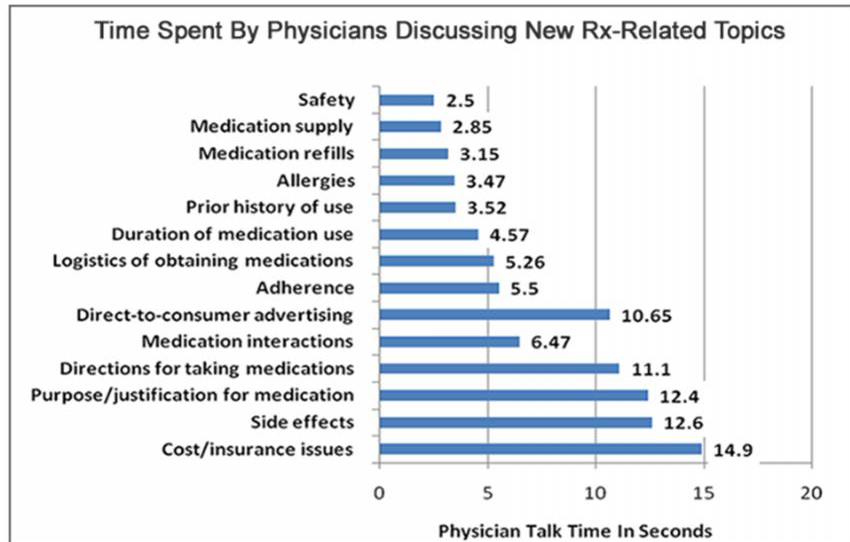 Time Spent By Physicians Discussing New Rx-Related Topics
Safety 2.5
Medication supply 2.85
Medication refills 3.15
Allergies 3.47
Prior history of use 3.52
Duration of medication use 4.57
Logistics of obtaining medications 5.26
Adherence 5.5
Direct-to-consumer advertising 10.65
Medication interactions 6.47
Directions for taking medications 11.1
Purpose/justification for medication 12.4
Side effects 12.6
Cost/insurance issues 14.9
0 5 10 15 20
Physician Talk Time In Seconds